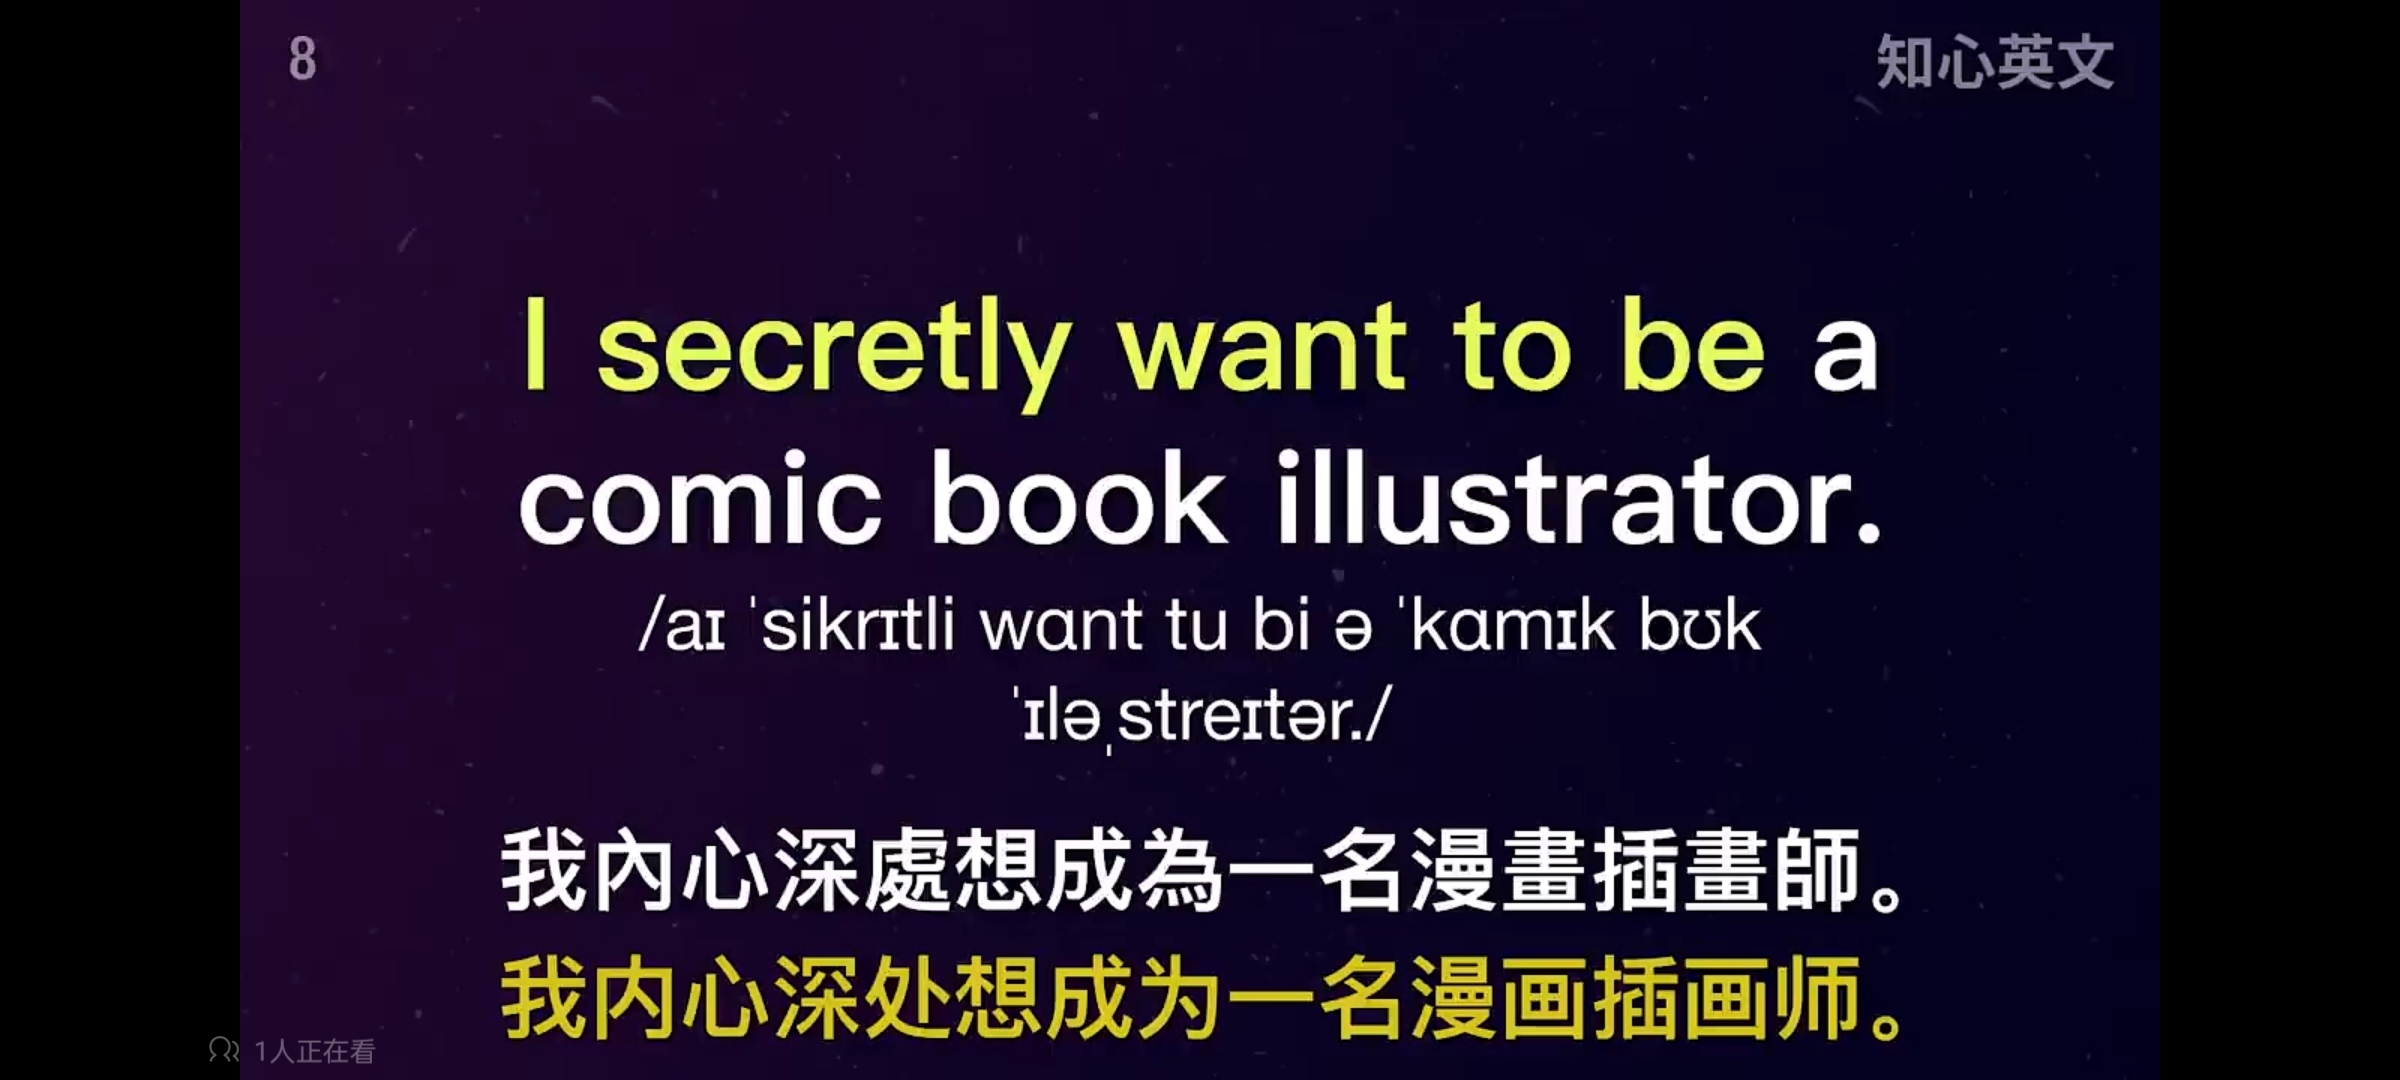 8
知心英文
I secretly want to be a
comic book illustrator.
/aɪ ˈsikrɪtli wɑnt tu bi ə ˈkɑmɪk bʊk
ˈɪləˌstreɪtər./
我內心深處想成為一名漫畫插畫師。
我内心深处想成为一名漫画插画师。
1人正在看